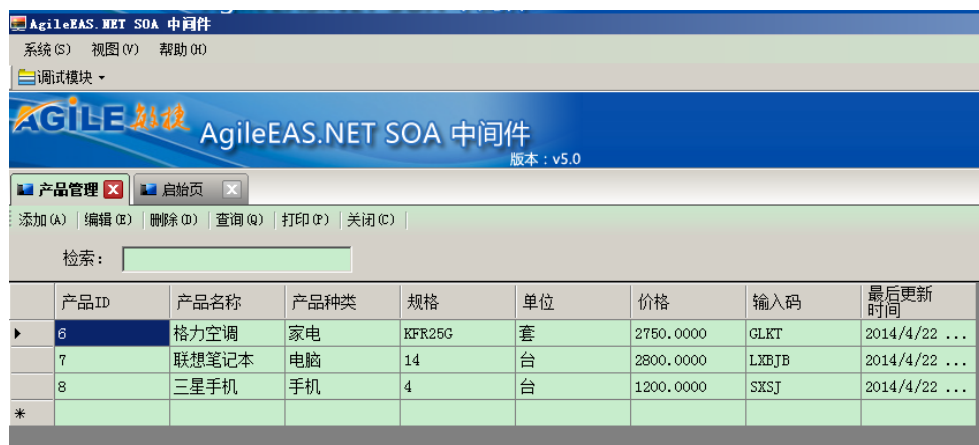 AgileEAS.NET SOA 中间件
系统(S) 视图(V) 帮助(H)
调试模块
AGILE 敏捷 AgileEAS.NET SOA 中间件
版本：v5.0
产品管理 启始页
添加(A) 编辑(E) 删除(D) 查询(Q) 打印(P) 关闭(C)
检索：
产品ID 产品名称 产品种类 规格 单位 价格 输入码 最后更新
时间
6 格力空调 家电 KFR25G 套 2750.0000 GLKT 2014/4/22 ...
7 联想笔记本 电脑 14 台 2800.0000 LXBJB 2014/4/22 ...
8 三星手机 手机 4 台 1200.0000 SXSJ 2014/4/22 ...